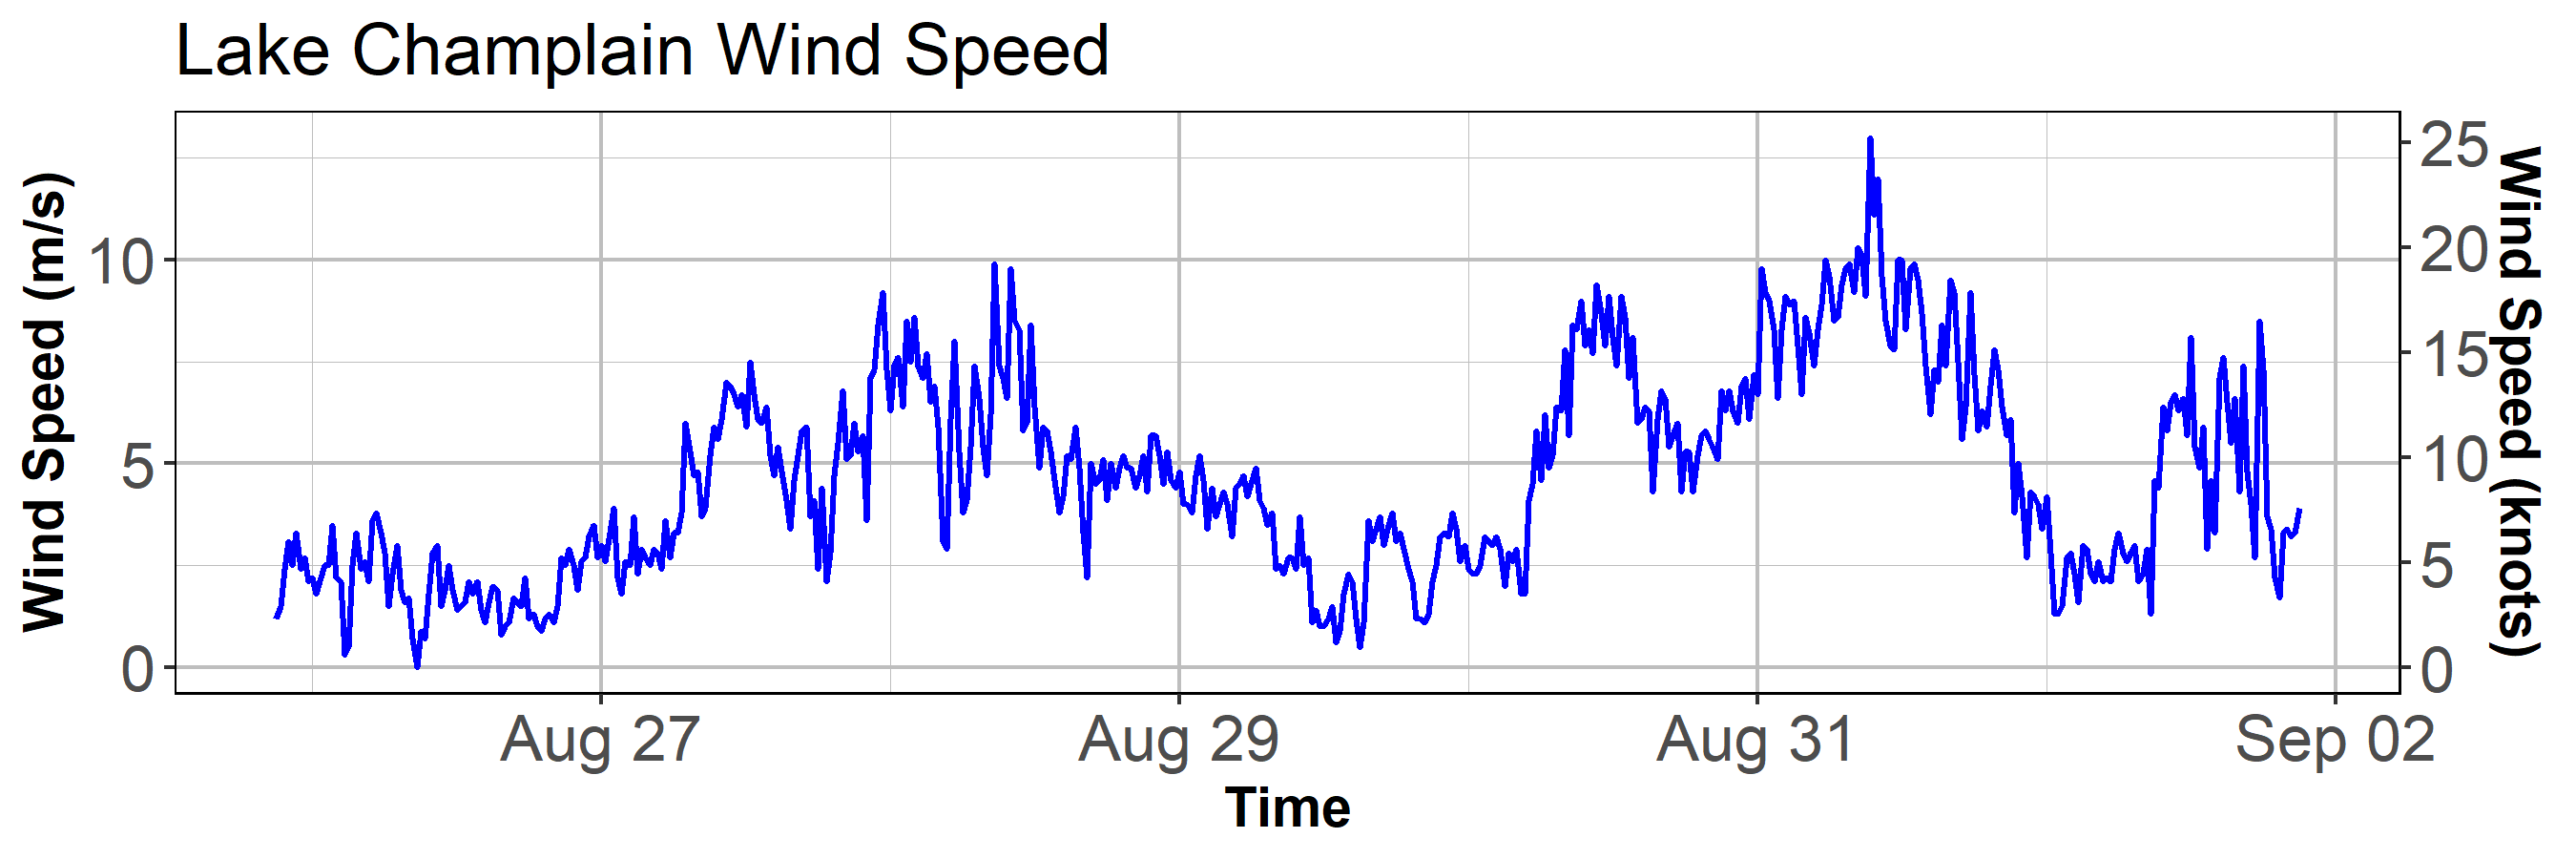 Lake Champlain Wind Speed
Wind Speed (m/s)
10
5
0
25
20
15
10
5
0
Wind Speed (knots)
Aug 27
Aug 29
Aug 31
Sep 02
Time